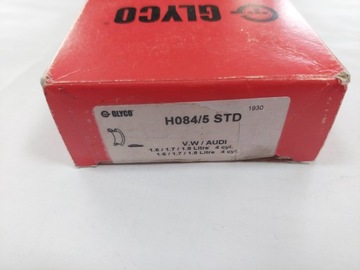 GLYCO
GLYCO
H084/5 STD
1930
V.W / AUDI
1.6 / 1.7 / 1.8 Litre 4 cyl.
1.6 / 1.7 / 1.8 Litre 4 cyl